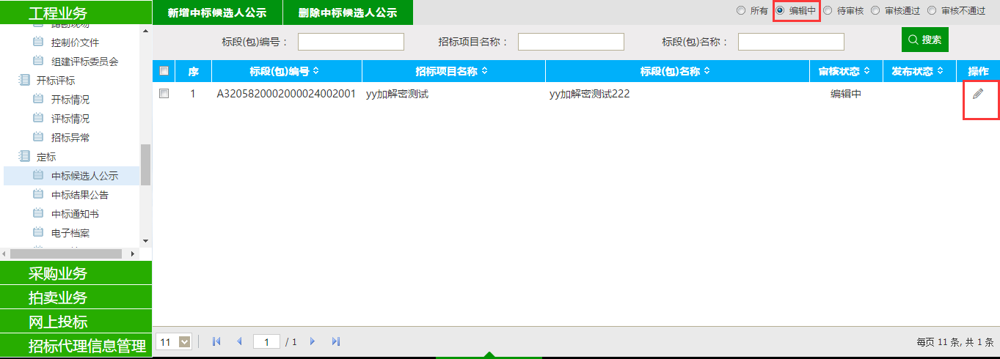 工程业务
新增中标候选人公示
删除中标候选人公示
所有
编辑中
待审核
审核通过
审核不通过
踏勘现场
控制价文件
组建评标委员会
开标评标
开标情况
评标情况
招标异常
定标
中标候选人公示
中标结果公告
中标通知书
电子档案
采购业务
拍卖业务
网上投标
招标代理信息管理
标段(包)编号：
招标项目名称：
标段(包)名称：
搜索
序 标段(包)编号 招标项目名称 标段(包)名称 审核状态 发布状态 操作
1 A3205820002000024002001 yy加解密测试 yy加解密测试222 编辑中
11
1 / 1
每页 11 条, 共 1 条